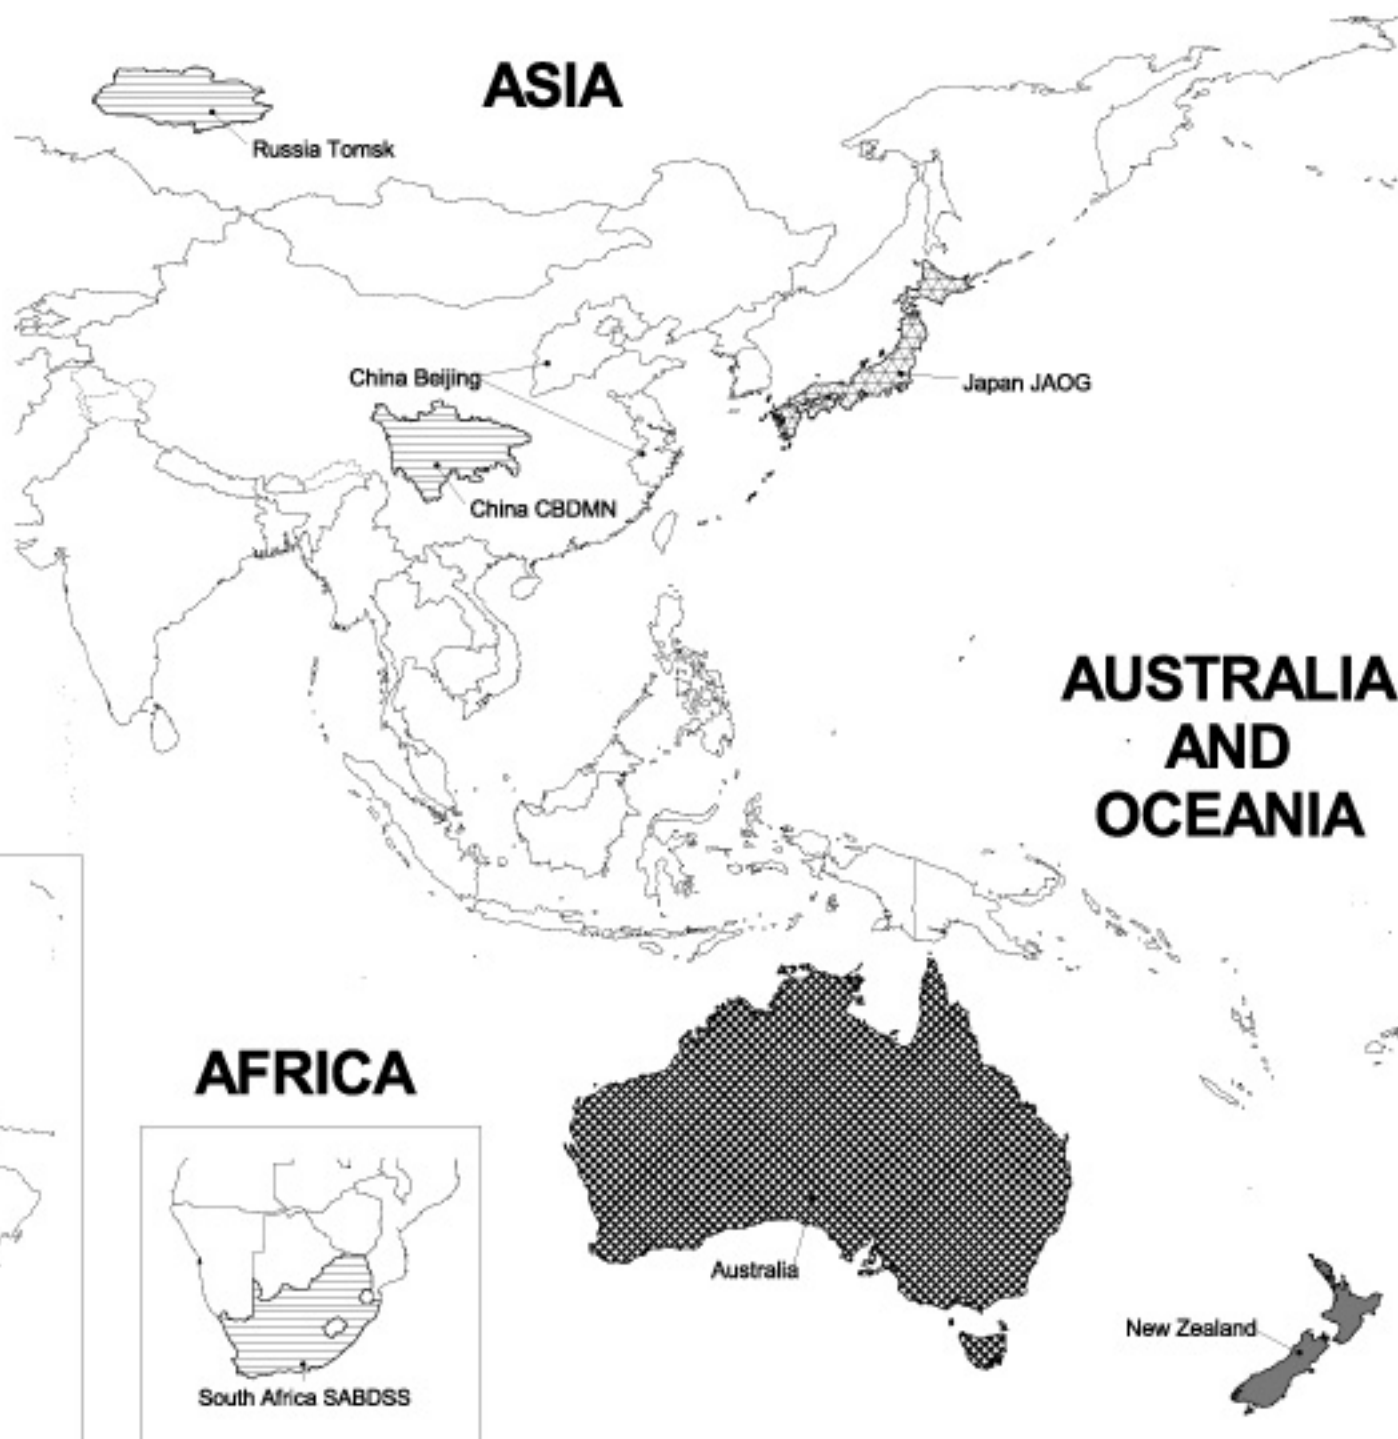 ASIA
Russia Tomsk
China Beijing
Japan JAOG
China CBDMN
AUSTRALIA
AND
OCEANIA
AFRICA
Australia
New Zealand
South Africa SABDSS